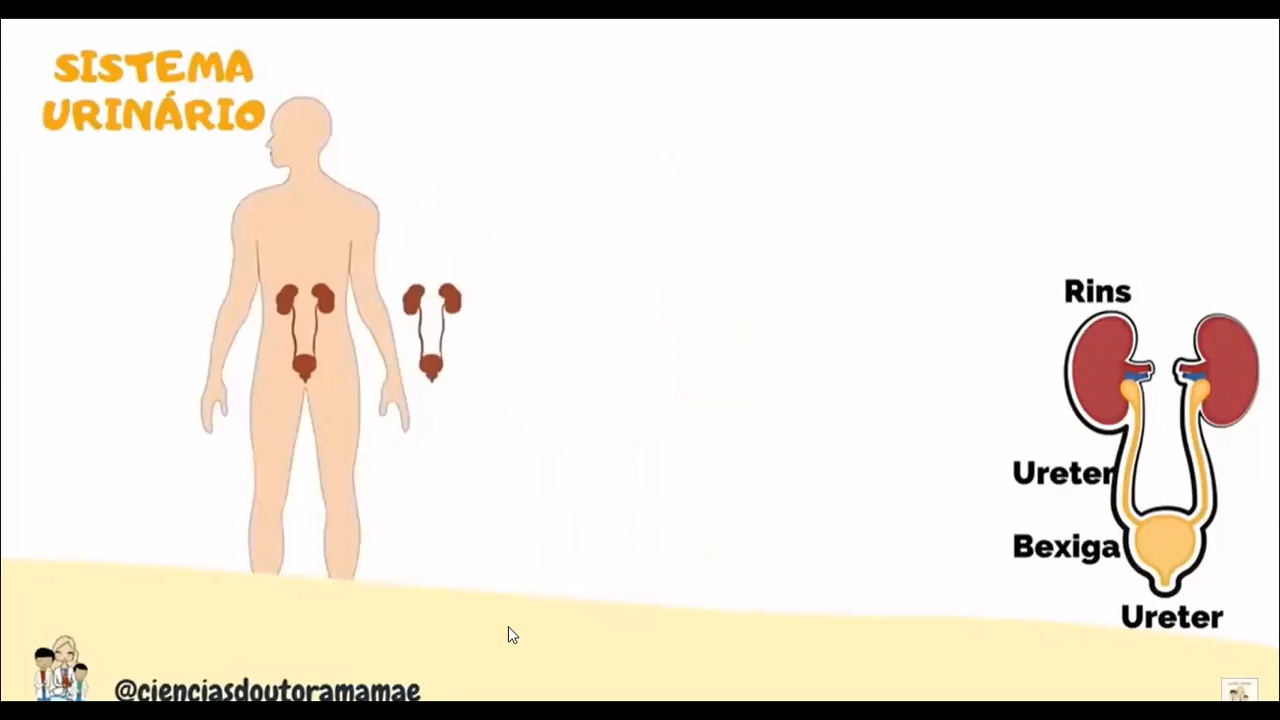 SISTEMA
URINÁRIO
Rins
Ureter
Bexiga
Ureter
@cienciasdoutoramamae